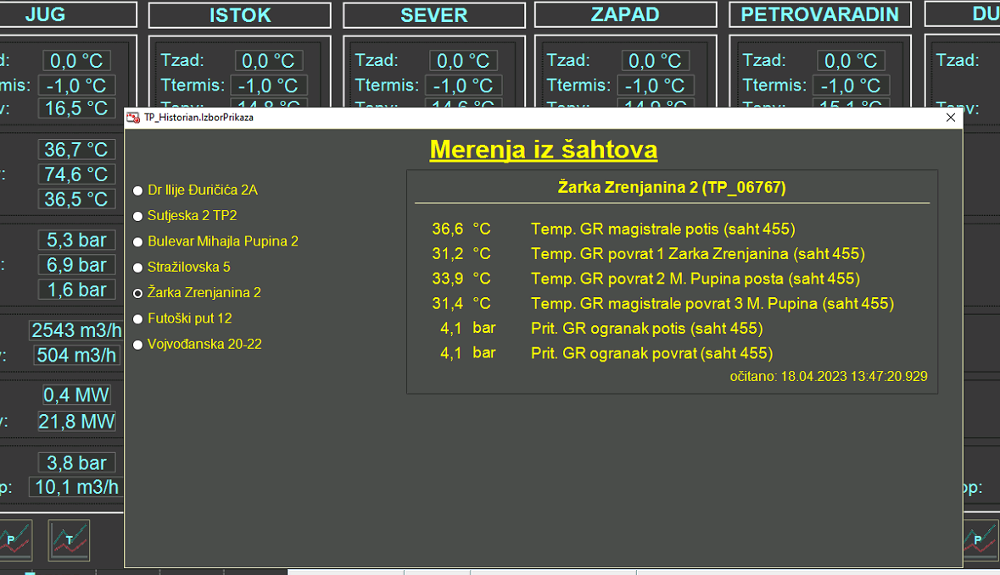 JUG ISTOK SEVER ZAPAD PETROVARADIN DU
d: 0,0 °C Tzad: 0,0 °C Tzad: 0,0 °C Tzad: 0,0 °C Tzad: 0,0 °C Tzad:
mis: -1,0 °C Ttermis: -1,0 °C Ttermis: -1,0 °C Ttermis: -1,0 °C Ttermis: -1,0 °C
v: 16,5 °C 14,8 °C 14,6 °C 14,9 °C 15,1 °C pv:
TP_Historian.IzborPrikaza
Merenja iz šahtova
36,7 °C
74,6 °C
36,5 °C
5,3 bar
6,9 bar
1,6 bar
2543 m3/h
504 m3/h
0,4 MW
v: 21,8 MW
3,8 bar
p: 10,1 m3/h
P T
Dr Ilije Đuričića 2A
Sutjeska 2 TP2
Bulevar Mihajla Pupina 2
Stražilovska 5
Žarka Zrenjanina 2
Futoški put 12
Vojvođanska 20-22
Žarka Zrenjanina 2 (TP_06767)
36,6 °C Temp. GR magistrale potis (saht 455)
31,2 °C Temp. GR povrat 1 Zarka Zrenjanina (saht 455)
33,9 °C Temp. GR povrat 2 M. Pupina posta (saht 455)
31,4 °C Temp. GR magistrale povrat 3 M. Pupina (saht 455)
4,1 bar Prit. GR ogranak potis (saht 455)
4,1 bar Prit. GR ogranak povrat (saht 455)
očitano: 18.04.2023 13:47:20.929
op:
P